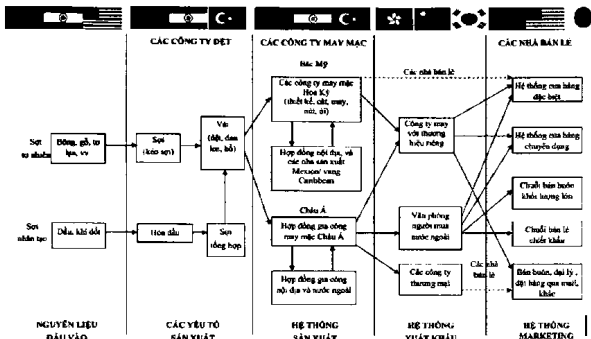 CÁC CÔNG TY DỆT
CÁC CÔNG TY MAY MẶC
CÁC NHÀ BÁN LẺ
Bắc Mỹ
Các công ty may mặc
Hoa Kỳ
(thiết kế, cắt, may,
Các nhà bán lẻ
Hệ thống cửa hàng
đặc biệt
Sợi
tơ nhiên
Bông, gỗ, tơ
lụa, vv
Sợi
(kéo sợi)
Vải
(dệt, đan
len, hồ)
Công ty may
với thương
hiệu riêng
Hệ thống cửa hàng
chuyên dụng
Hợp đồng nội địa, và
các nhà sản xuất
Mexico/ vùng
Caribbean
Chuỗi bán buôn
khối lượng lớn
Châu Á
Sợi
nhân tạo
Dầu, khí đốt
Hóa dầu
Sợi
tổng hợp
Hợp đồng gia công
may mặc Châu Á
Văn phòng
người mua
nước ngoài
Chuỗi bán lẻ
chiết khấu
Các nhà
bán lẻ
Hợp đồng gia công
nội địa và nước ngoài
Các công ty
thương mại
Bán buôn, đại lý,
đặt hàng qua mail,
khác
NGUYÊN LIỆU
ĐẦU VÀO
CÁC YẾU TỐ
SẢN XUẤT
HỆ THỐNG
SẢN XUẤT
HỆ THỐNG
XUẤT KHẨU
HỆ THỐNG
MARKETING